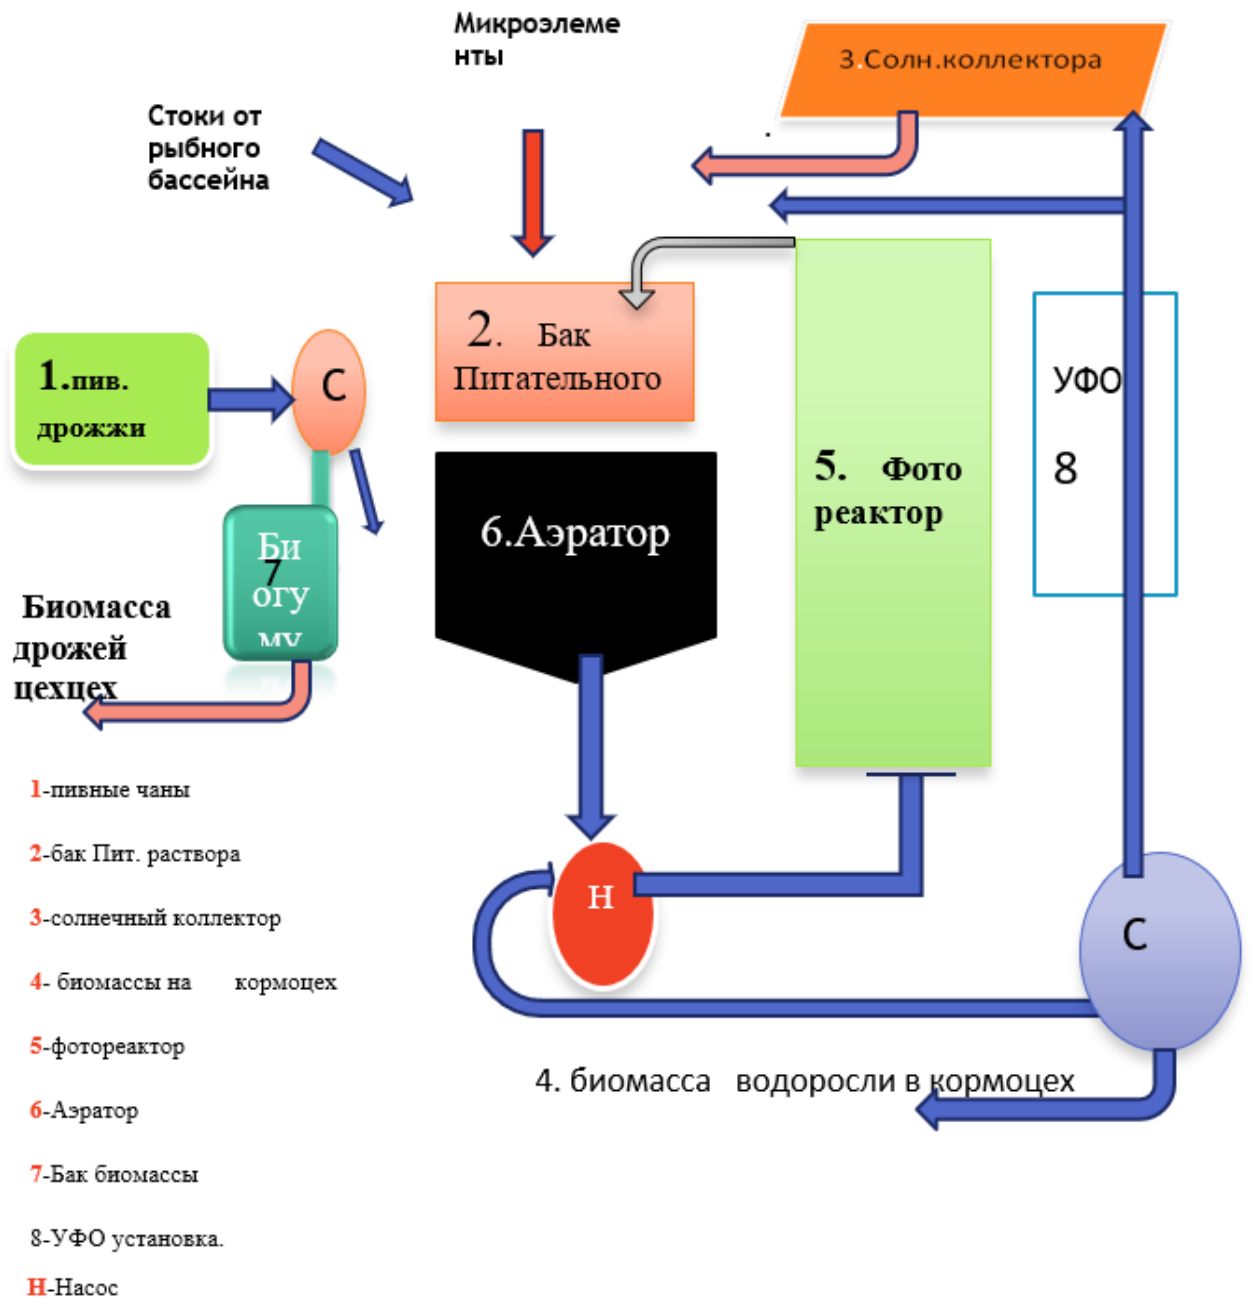 Микроэлеме
нты
3.Солн.коллектора
Стоки от
рыбного
бассейна
.
2. Бак
Питательного
1.пив.
дрожжи
С
УФО
8
5. Фото
реактор
6.Аэратор
Би
7
огу
му
Биомасса
дрожей
цехцех
Н
С
4. биомасса водоросли в кормоцех
1-пивные чаны
2-бак Пит. раствора
3-солнечный коллектор
4- биомассы на кормоцех
5-фотореактор
6-Аэратор
7-Бак биомассы
8-УФО установка.
Н-Насос